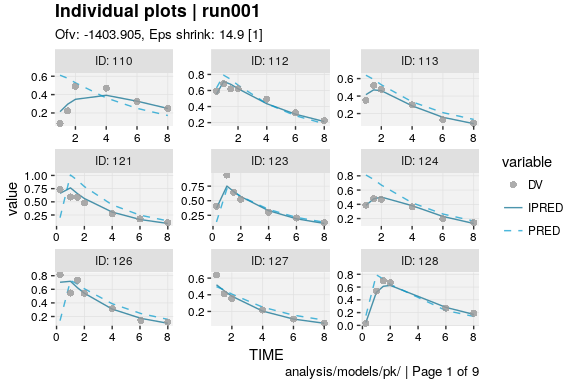 Individual plots | run001
Ofv: -1403.905, Eps shrink: 14.9 [1]
ID: 110 ID: 112 ID: 113
0.6 0.4 0.2
2 4 6 8
0.8 0.6 0.4 0.2
2 4 6 8
0.6 0.4 0.2
2 4 6 8
ID: 121 ID: 123 ID: 124
1.00 0.75 0.50 0.25
0 2 4 6 8
0.75 0.50 0.25
0 2 4 6 8
0.8 0.6 0.4 0.2
2 4 6 8
ID: 126 ID: 127 ID: 128
0.8 0.6 0.4 0.2
0 2 4 6 8
0.6 0.4 0.2
2 4 6 8
0.8 0.6 0.4 0.2 0.0
0 2 4 6 8
value
TIME
variable
DV
IPRED
PRED
analysis/models/pk/ | Page 1 of 9